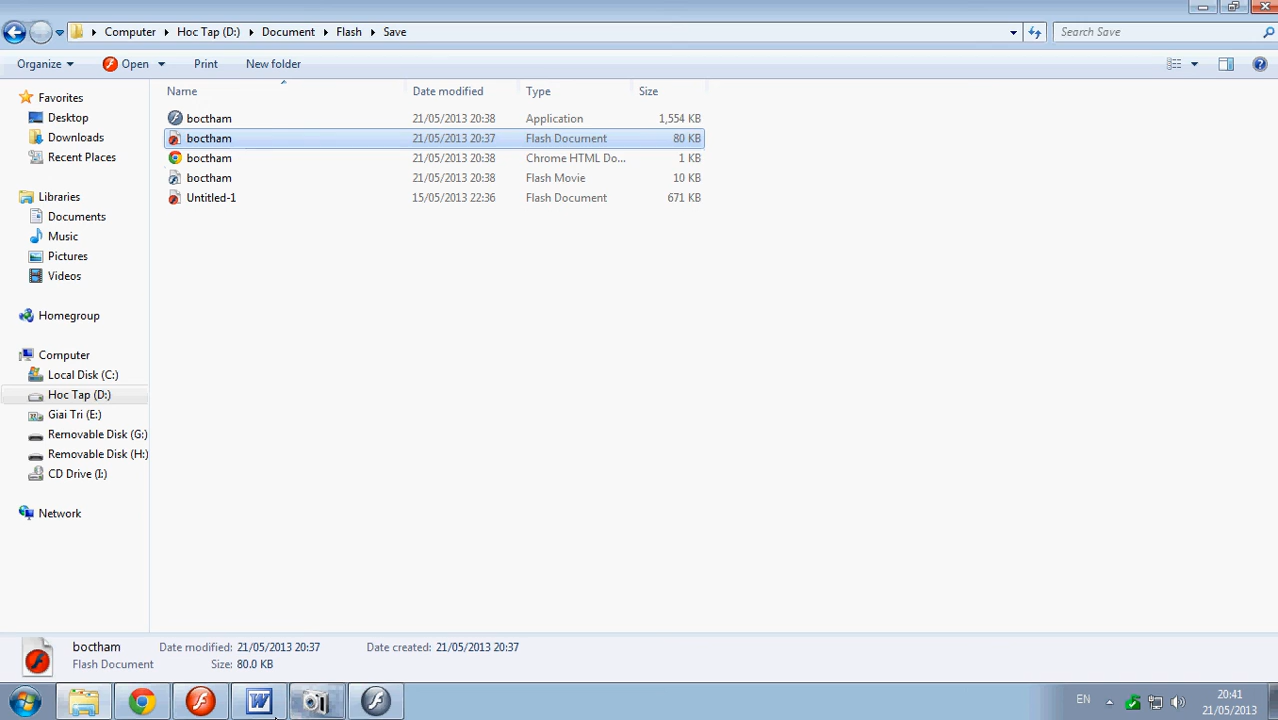 Computer Hoc Tap (D:) Document Flash Save
Search Save
Organize Open Print New folder
Favorites
Desktop
Downloads
Recent Places
Libraries
Documents
Music
Pictures
Videos
Homegroup
Computer
Local Disk (C:)
Hoc Tap (D:)
Giai Tri (E:)
Removable Disk (G:)
Removable Disk (H:)
CD Drive (I:)
Network
Name Date modified Type Size
boctham 21/05/2013 20:38 Application 1,554 KB
boctham 21/05/2013 20:37 Flash Document 80 KB
boctham 21/05/2013 20:38 Chrome HTML Do... 1 KB
boctham 21/05/2013 20:38 Flash Movie 10 KB
Untitled-1 15/05/2013 22:36 Flash Document 671 KB
boctham Date modified: 21/05/2013 20:37 Date created: 21/05/2013 20:37
Flash Document Size: 80.0 KB
EN
20:41
21/05/2013